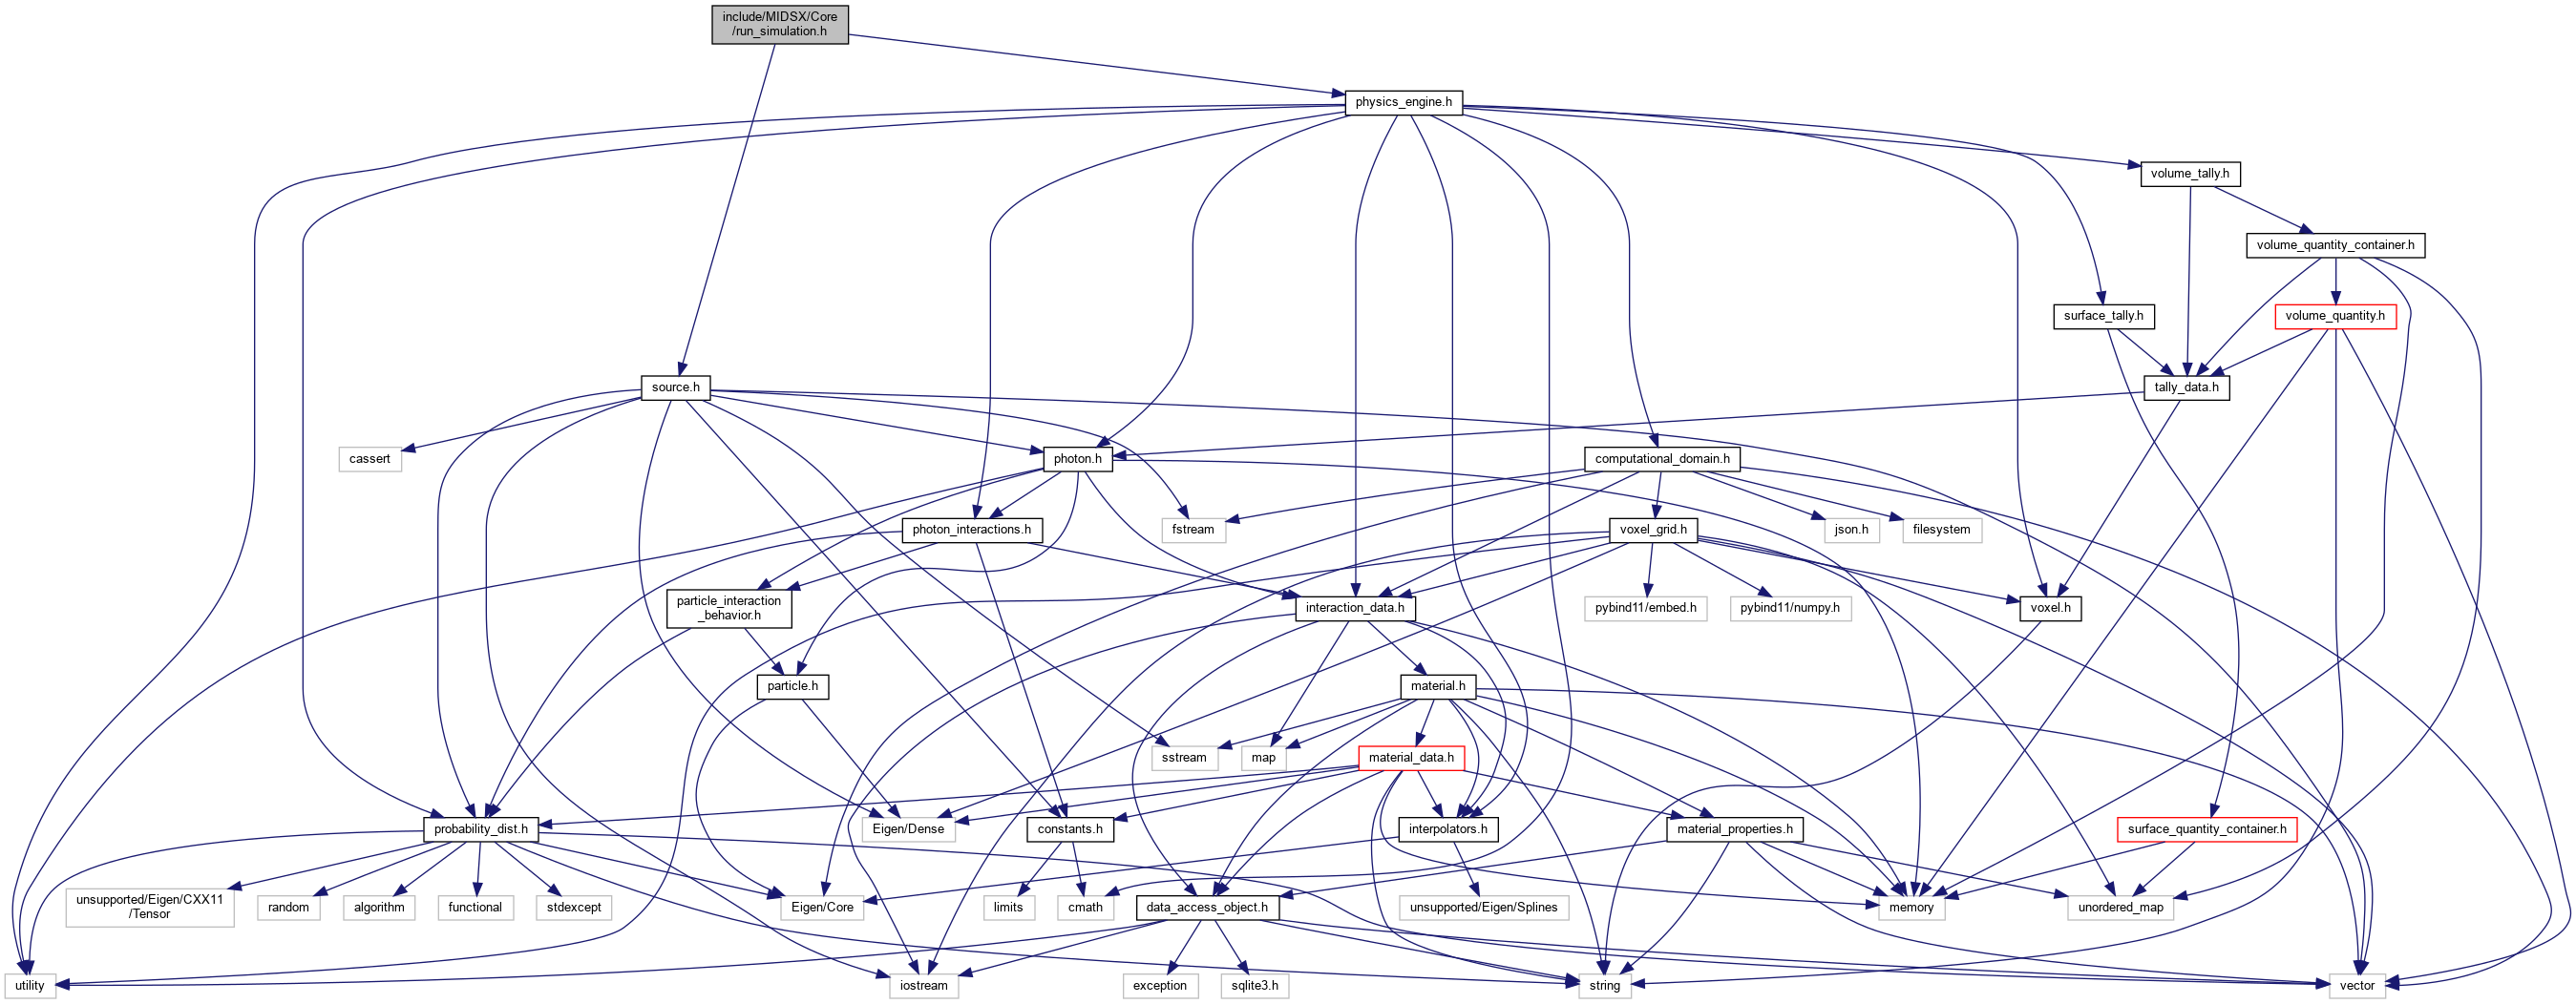 include/MIDSX/Core
/run_simulation.h
physics_engine.h
volume_tally.h
volume_quantity_container.h
surface_tally.h
volume_quantity.h
source.h
tally_data.h
cassert
photon.h
computational_domain.h
photon_interactions.h
fstream
voxel_grid.h
json.h
filesystem
particle_interaction
_behavior.h
interaction_data.h
pybind11/embed.h
pybind11/numpy.h
voxel.h
particle.h
material.h
sstream
map
material_data.h
probability_dist.h
Eigen/Dense
constants.h
interpolators.h
material_properties.h
surface_quantity_container.h
unsupported/Eigen/CXX11
/Tensor
random
algorithm
functional
stdexcept
Eigen/Core
limits
cmath
data_access_object.h
unsupported/Eigen/Splines
memory
unordered_map
utility
iostream
exception
sqlite3.h
string
vector